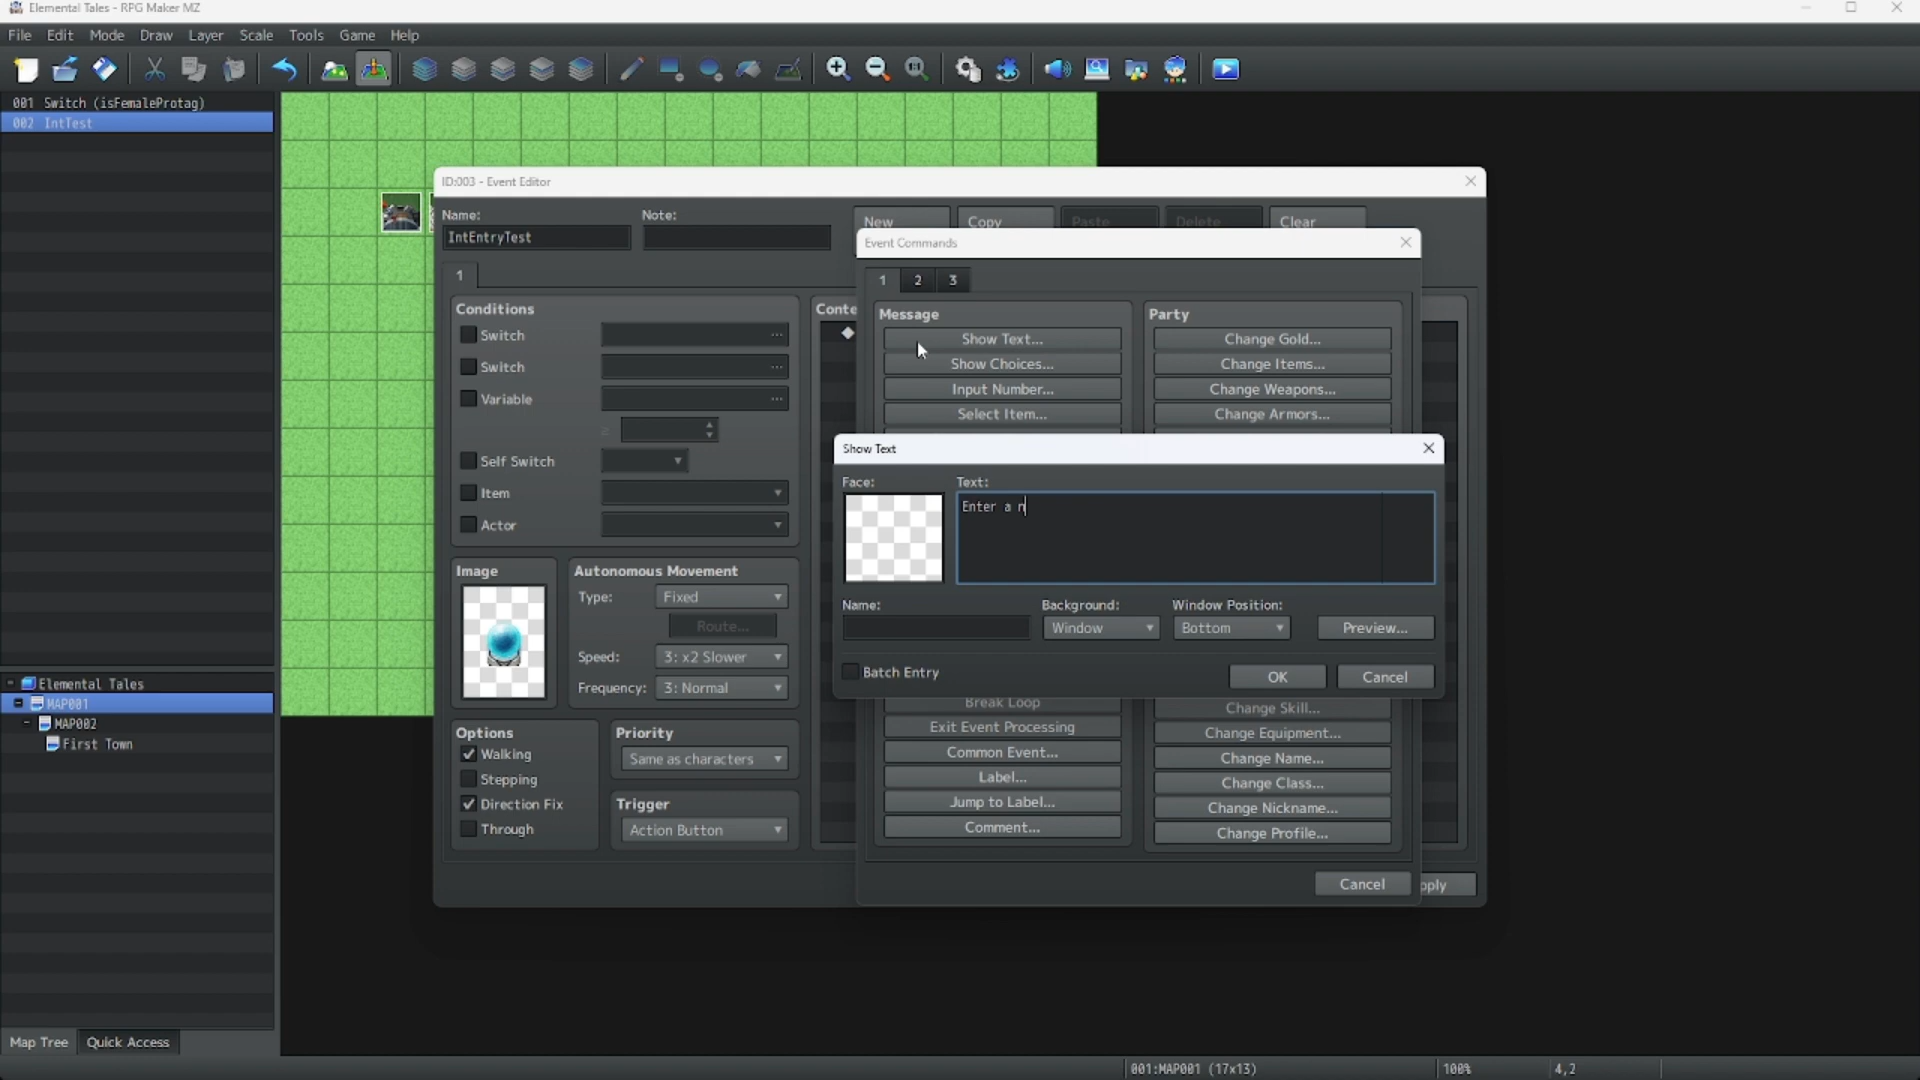 Elemental Tales - RPG Maker MZ
File Edit Mode Draw Layer Scale Tools Game Help
001 Switch (isFemaleProtag)
002 IntTest
Elemental Tales
MAP001
MAP002
First Town
Map Tree Quick Access
ID:003 - Event Editor
Name:
IntEntryTest
Note:
New Copy Paste Delete Clear
1
Conditions
Switch ...
Switch ...
Variable ...
≥
Self Switch
Item
Actor
Image
Autonomous Movement
Type: Fixed
Route...
Speed: 3: x2 Slower
Frequency: 3: Normal
Options
Walking
Stepping
Direction Fix
Through
Priority
Same as characters
Trigger
Action Button
Conte
Event Commands
1 2 3
Message
Show Text...
Show Choices...
Input Number...
Select Item...
Party
Change Gold...
Change Items...
Change Weapons...
Change Armors...
Show Text
Face:
Text:
Enter a n
Name:
Background:
Window
Window Position:
Bottom
Preview...
Batch Entry
OK Cancel
Break Loop
Exit Event Processing
Common Event...
Label...
Jump to Label...
Comment...
Change Skill...
Change Equipment...
Change Name...
Change Class...
Change Nickname...
Change Profile...
Cancel
pply
001:MAP001 (17x13) 100% 4,2